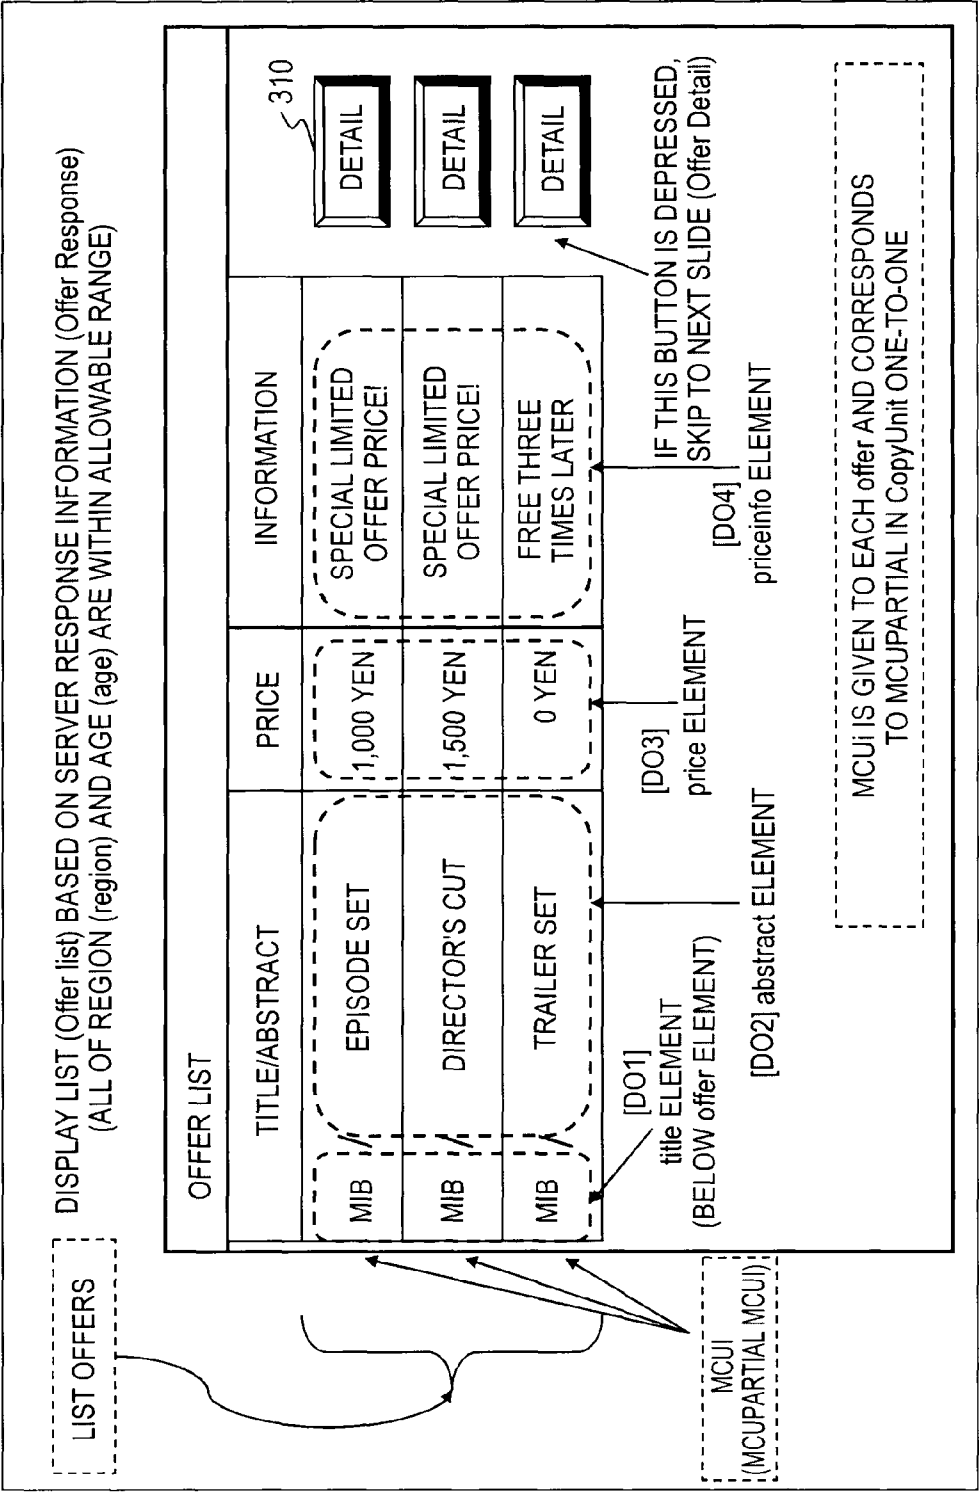 LIST OFFERS
DISPLAY LIST (Offer list) BASED ON SERVER RESPONSE INFORMATION (Offer Response)
(ALL OF REGION (region) AND AGE (age) ARE WITHIN ALLOWABLE RANGE)
OFFER LIST
TITLE/ABSTRACT PRICE INFORMATION
310
MIB / EPISODE SET 1,000 YEN SPECIAL LIMITED
OFFER PRICE!
DETAIL
MIB / DIRECTOR'S CUT 1,500 YEN SPECIAL LIMITED
OFFER PRICE!
DETAIL
MIB / TRAILER SET 0 YEN FREE THREE
TIMES LATER
DETAIL
MCUI
(MCUPARTIAL MCUI)
[DO1]
title ELEMENT
(BELOW offer ELEMENT)
[DO2] abstract ELEMENT
[DO3]
price ELEMENT
[DO4]
priceinfo ELEMENT
IF THIS BUTTON IS DEPRESSED,
SKIP TO NEXT SLIDE (Offer Detail)
MCUi IS GIVEN TO EACH offer AND CORRESPONDS
TO MCUPARTIAL IN CopyUnit ONE-TO-ONE